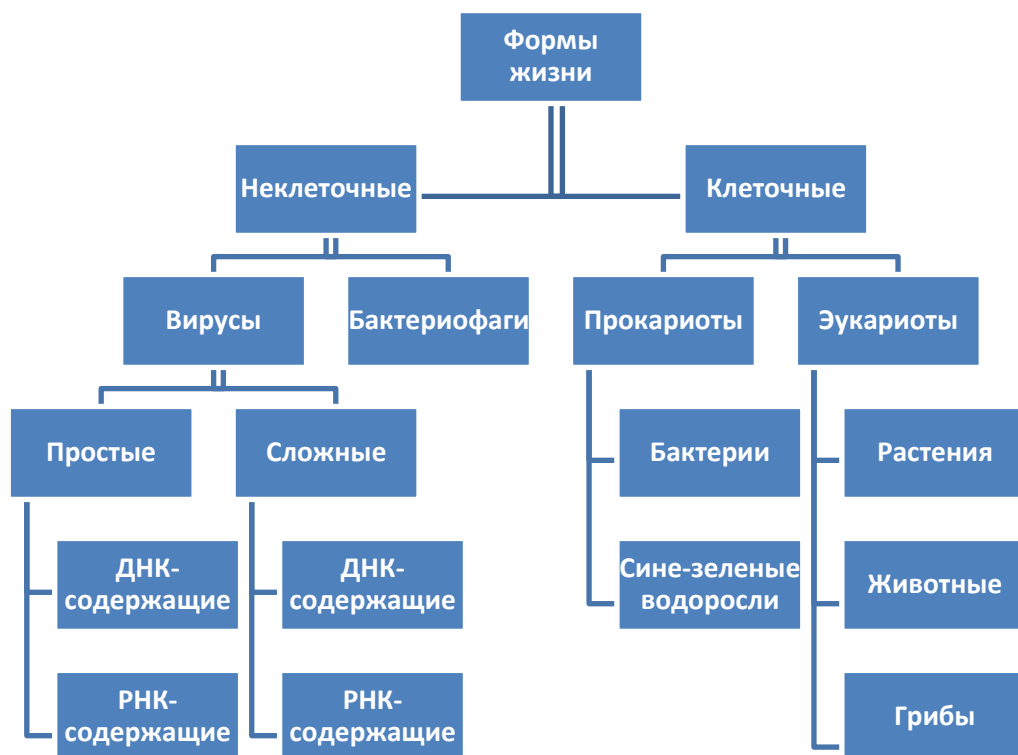 Формы
жизни
Неклеточные
Клеточные
Вирусы
Бактериофаги
Прокариоты
Эукариоты
Простые
Сложные
Бактерии
Растения
ДНК-
содержащие
ДНК-
содержащие
Сине-зеленые
водоросли
Животные
РНК-
содержащие
РНК-
содержащие
Грибы